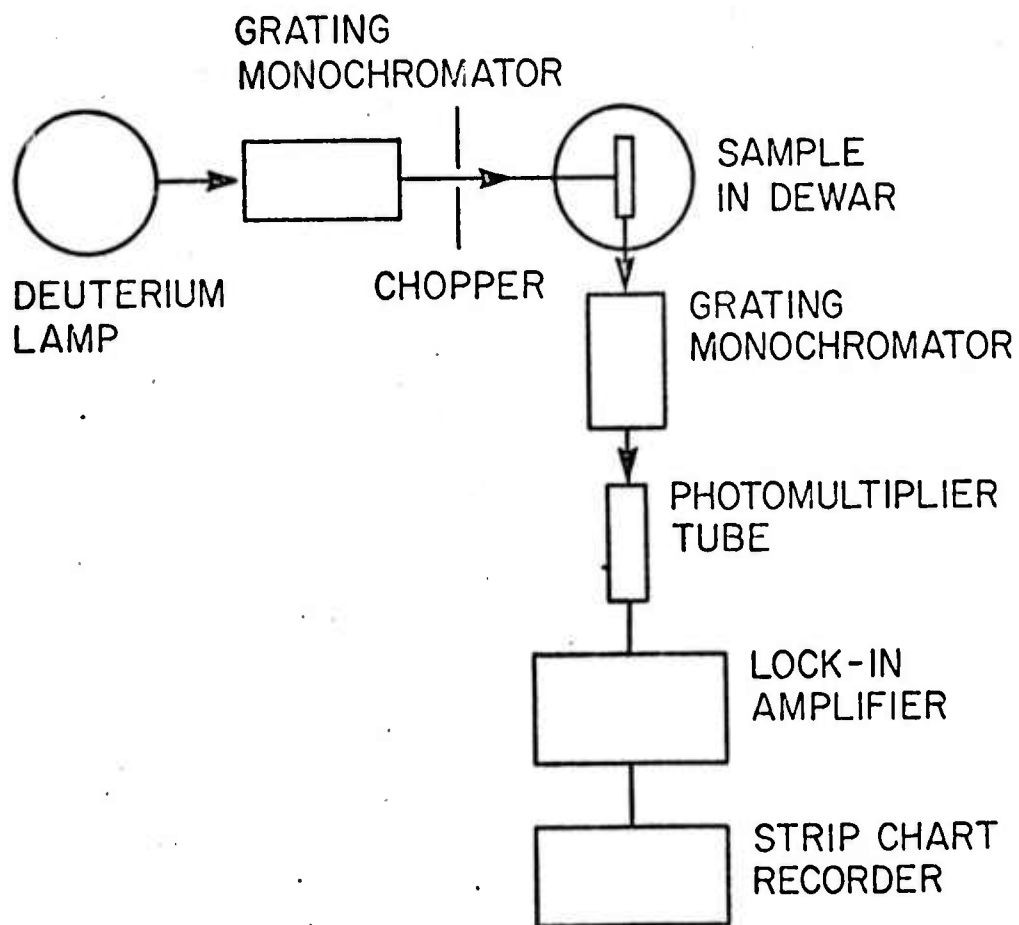 GRATING
MONOCHROMATOR
SAMPLE
IN DEWAR
DEUTERIUM
LAMP
CHOPPER
GRATING
MONOCHROMATOR
PHOTOMULTIPLIER
TUBE
LOCK-IN
AMPLIFIER
STRIP CHART
RECORDER